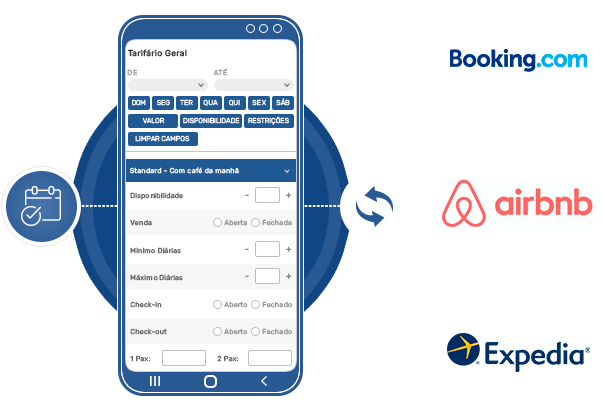 Tarifário Geral
DE ATÉ
DOM SEG TER QUA QUI SEX SÁB
VALOR DISPONIBILIDADE RESTRIÇÕES
LIMPAR CAMPOS
Standard - Com café da manhã
Disponibilidade - +
Venda Aberta Fechada
Mínimo Diárias - +
Máximo Diárias - +
Check-in Aberto Fechado
Check-out Aberto Fechado
1 Pax: 2 Pax:
Booking.com
airbnb
Expedia®